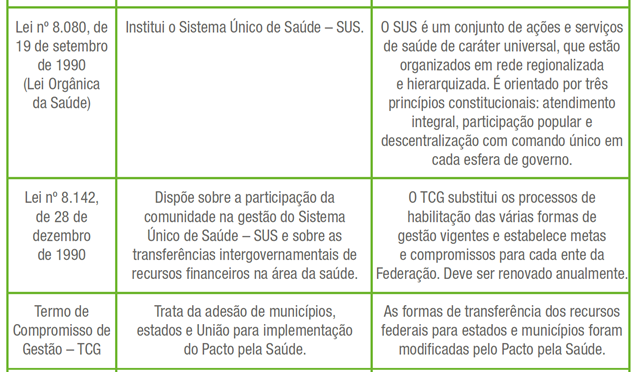 Lei nº 8.080, de
19 de setembro
de 1990
(Lei Orgânica
da Saúde)
Institui o Sistema Único de Saúde – SUS.
O SUS é um conjunto de ações e serviços
de saúde de caráter universal, que estão
organizados em rede regionalizada
e hierarquizada. É orientado por três
princípios constitucionais: atendimento
integral, participação popular e
descentralização com comando único em
cada esfera de governo.
Lei nº 8.142,
de 28 de
dezembro
de 1990
Dispõe sobre a participação da
comunidade na gestão do Sistema
Único de Saúde – SUS e sobre as
transferências intergovernamentais de
recursos financeiros na área da saúde.
O TCG substitui os processos de
habilitação das várias formas de
gestão vigentes e estabelece metas
e compromissos para cada ente da
Federação. Deve ser renovado anualmente.
Termo de
Compromisso de
Gestão – TCG
Trata da adesão de municípios,
estados e União para implementação
do Pacto pela Saúde.
As formas de transferência dos recursos
federais para estados e municípios foram
modificadas pelo Pacto pela Saúde.